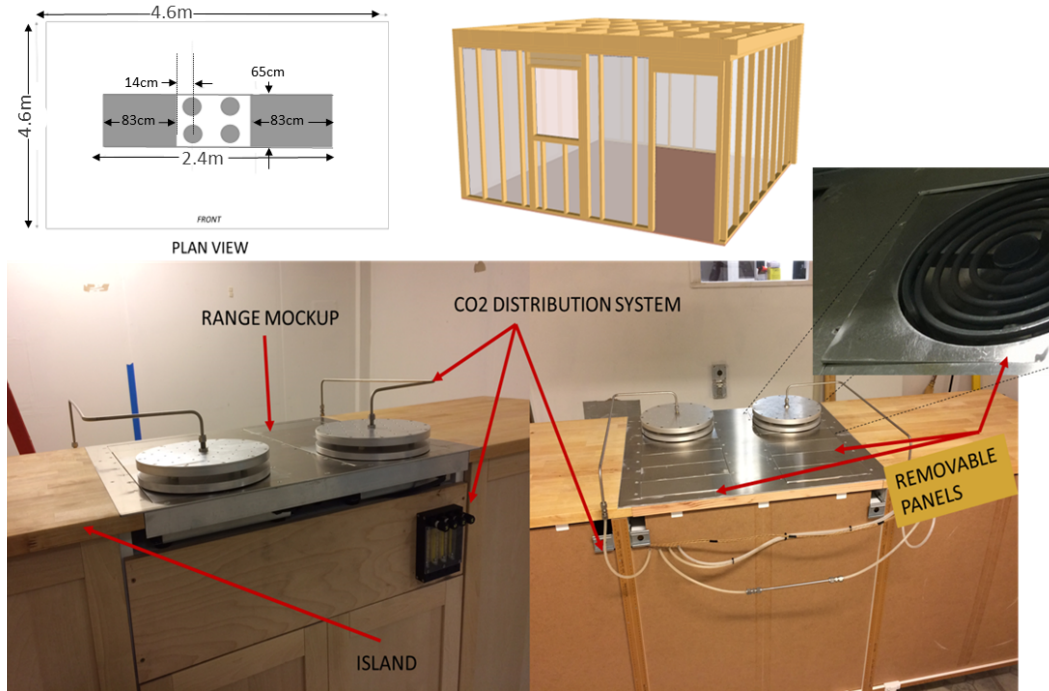 4.6m
4.6m
14cm
65cm
83cm
83cm
2.4m
FRONT
PLAN VIEW
RANGE MOCKUP
CO2 DISTRIBUTION SYSTEM
REMOVABLE
PANELS
ISLAND